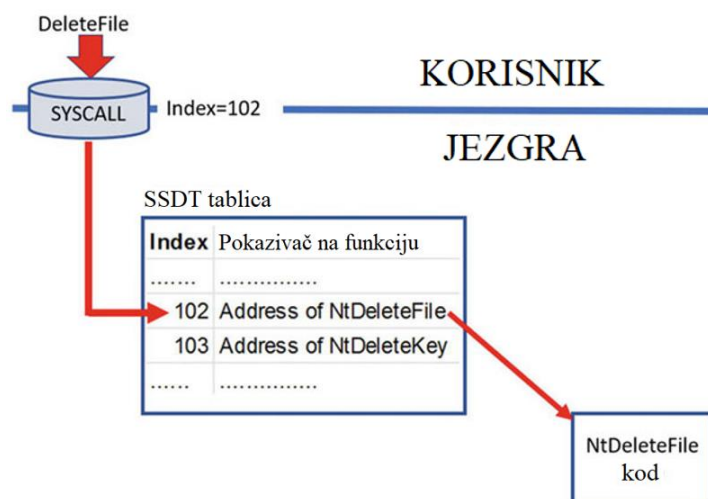 DeleteFile
SYSCALL
Index=102
KORISNIK
JEZGRA
SSDT tablica
Index Pokazivač na funkciju
....... ...............
102 Address of NtDeleteFile
103 Address of NtDeleteKey
...... ...............
NtDeleteFile
kod